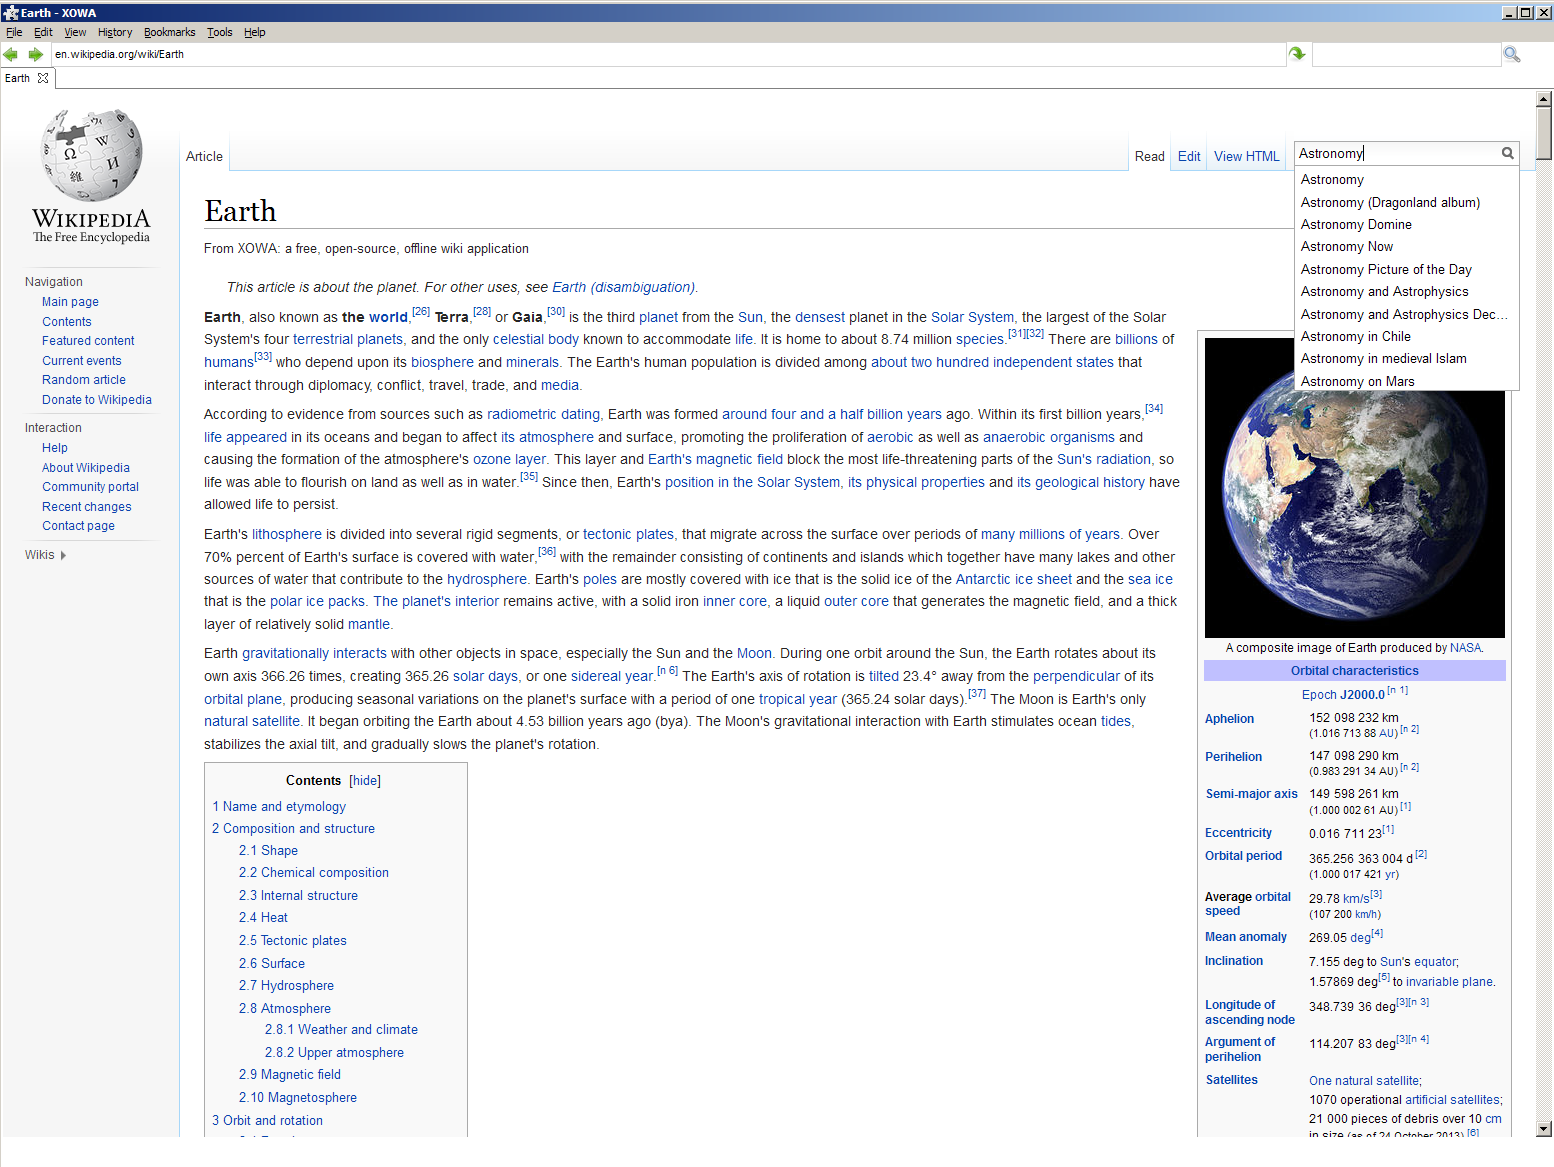 Earth - XOWA
File Edit View History Bookmarks Tools Help
en.wikipedia.org/wiki/Earth
Earth
WIKIPEDIA
The Free Encyclopedia
Navigation
Main page
Contents
Featured content
Current events
Random article
Donate to Wikipedia
Interaction
Help
About Wikipedia
Community portal
Recent changes
Contact page
Wikis
Article
Read Edit View HTML
Astronomy
Astronomy
Astronomy (Dragonland album)
Astronomy Domine
Astronomy Now
Astronomy Picture of the Day
Astronomy and Astrophysics
Astronomy and Astrophysics Dec...
Astronomy in Chile
Astronomy in medieval Islam
Astronomy on Mars
Earth
From XOWA: a free, open-source, offline wiki application
This article is about the planet. For other uses, see Earth (disambiguation).
Earth, also known as the world,[26] Terra,[28] or Gaia,[30] is the third planet from the Sun, the densest planet in the Solar System, the largest of the Solar
System's four terrestrial planets, and the only celestial body known to accommodate life. It is home to about 8.74 million species.[31][32] There are billions of
humans[33] who depend upon its biosphere and minerals. The Earth's human population is divided among about two hundred independent states that
interact through diplomacy, conflict, travel, trade, and media.
According to evidence from sources such as radiometric dating, Earth was formed around four and a half billion years ago. Within its first billion years,[34]
life appeared in its oceans and began to affect its atmosphere and surface, promoting the proliferation of aerobic as well as anaerobic organisms and
causing the formation of the atmosphere's ozone layer. This layer and Earth's magnetic field block the most life-threatening parts of the Sun's radiation, so
life was able to flourish on land as well as in water.[35] Since then, Earth's position in the Solar System, its physical properties and its geological history have
allowed life to persist.
Earth's lithosphere is divided into several rigid segments, or tectonic plates, that migrate across the surface over periods of many millions of years. Over
70% percent of Earth's surface is covered with water,[36] with the remainder consisting of continents and islands which together have many lakes and other
sources of water that contribute to the hydrosphere. Earth's poles are mostly covered with ice that is the solid ice of the Antarctic ice sheet and the sea ice
that is the polar ice packs. The planet's interior remains active, with a solid iron inner core, a liquid outer core that generates the magnetic field, and a thick
layer of relatively solid mantle.
Earth gravitationally interacts with other objects in space, especially the Sun and the Moon. During one orbit around the Sun, the Earth rotates about its
own axis 366.26 times, creating 365.26 solar days, or one sidereal year.[n 6] The Earth's axis of rotation is tilted 23.4° away from the perpendicular of its
orbital plane, producing seasonal variations on the planet's surface with a period of one tropical year (365.24 solar days).[37] The Moon is Earth's only
natural satellite. It began orbiting the Earth about 4.53 billion years ago (bya). The Moon's gravitational interaction with Earth stimulates ocean tides,
stabilizes the axial tilt, and gradually slows the planet's rotation.
Contents [hide]
1 Name and etymology
2 Composition and structure
2.1 Shape
2.2 Chemical composition
2.3 Internal structure
2.4 Heat
2.5 Tectonic plates
2.6 Surface
2.7 Hydrosphere
2.8 Atmosphere
2.8.1 Weather and climate
2.8.2 Upper atmosphere
2.9 Magnetic field
2.10 Magnetosphere
3 Orbit and rotation
A composite image of Earth produced by NASA.
Orbital characteristics
Epoch J2000.0 [n 1]
Aphelion 152 098 232 km
(1.016 713 88 AU) [n 2]
Perihelion 147 098 290 km
(0.983 291 34 AU) [n 2]
Semi-major axis 149 598 261 km
(1.000 002 61 AU) [1]
Eccentricity 0.016 711 23[1]
Orbital period 365.256 363 004 d [2]
(1.000 017 421 yr)
Average orbital speed 29.78 km/s[3]
(107 200 km/h)
Mean anomaly 269.05 deg[4]
Inclination 7.155 deg to Sun's equator;
1.57869 deg[5] to invariable plane.
Longitude of ascending node 348.739 36 deg[3][n 3]
Argument of perihelion 114.207 83 deg[3][n 4]
Satellites One natural satellite;
1070 operational artificial satellites;
21 000 pieces of debris over 10 cm
in size (as of 24 October 2013) [6]